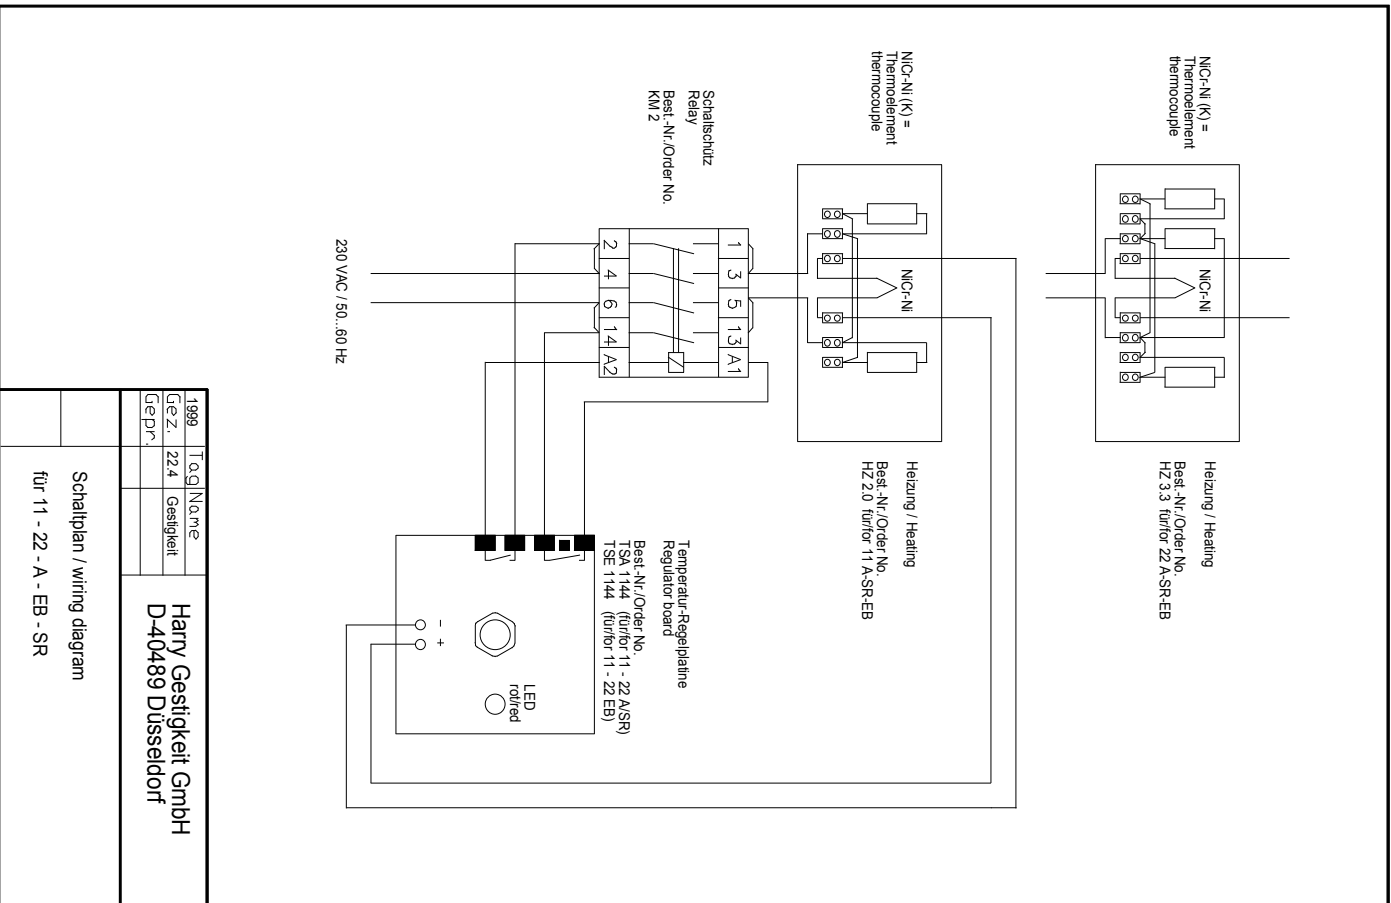 NiCr-Ni (K) =
Thermoelement
thermocouple
NiCr-Ni
Heizung / Heating
Best.-Nr./Order No.
HZ 3.3 für/for 22 A-SR-EB
NiCr-Ni (K) =
Thermoelement
thermocouple
NiCr-Ni
Heizung / Heating
Best.-Nr./Order No.
HZ 2.0 für/for 11 A-SR-EB
Schaltschütz
Relay
Best.-Nr./Order No.
KM 2
1 3 5 13 A1
2 4 6 14 A2
Temperatur-Regelplatine
Regulator board
Best.-Nr./Order No.
TSA 1144 (für/for 11 - 22 A/SR)
TSE 1144 (für/for 11 - 22 EB)
LED
rot/red
- +
230 VAC / 50...60 Hz
1999 Tag Name
Gez. 22.4 Gestigkeit
Gepr.
Harry Gestigkeit GmbH
D-40489 Düsseldorf
Schaltplan / wiring diagram
für 11 - 22 - A - EB - SR